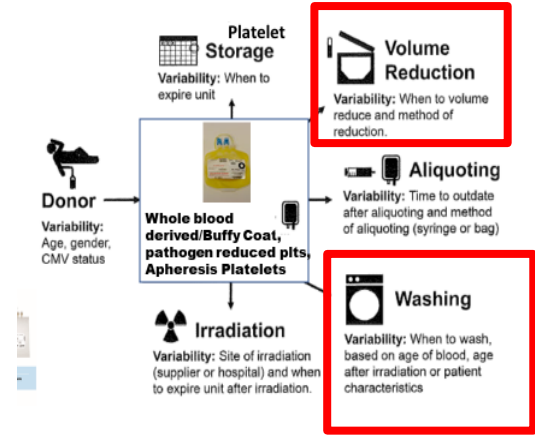 Platelet
Storage
Variability: When to
expire unit
Volume
Reduction
Variability: When to volume
reduce and method of
reduction.
Donor
Variability:
Age, gender,
CMV status
Whole blood
derived/Buffy Coat,
pathogen reduced plts,
Apheresis Platelets
Aliquoting
Variability: Time to outdate
after aliquoting and method
of aliquoting (syringe or bag)
Irradiation
Variability: Site of irradiation
(supplier or hospital) and when
to expire unit after irradiation.
Washing
Variability: When to wash,
based on age of blood, age
after irradiation or patient
characteristics